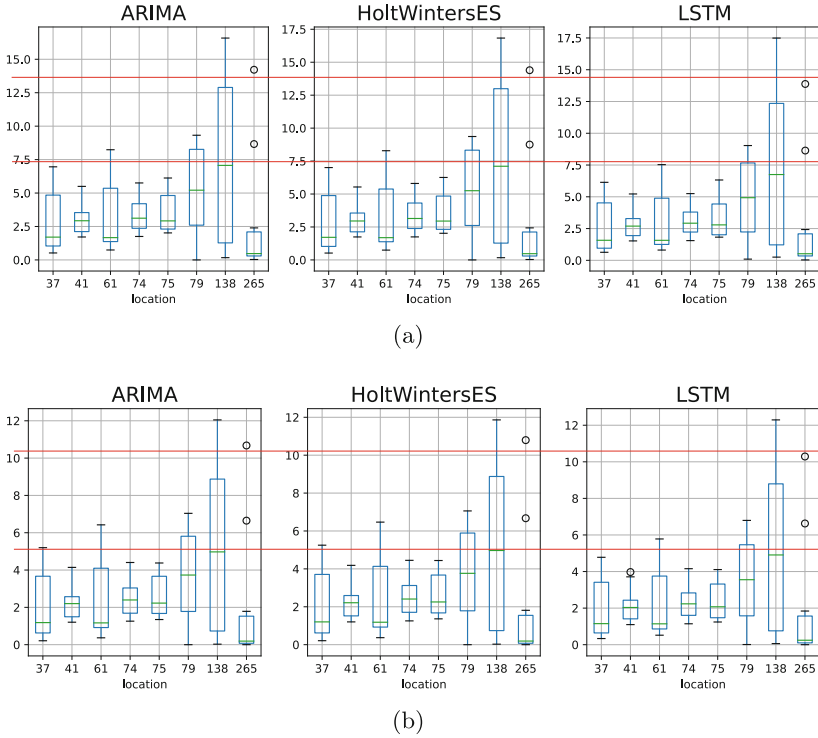 ARIMA HoltWintersES LSTM
15.0 12.5 10.0 7.5 5.0 2.5 0.0
37 41 61 74 75 79 138 265
location
17.5 15.0 12.5 10.0 7.5 5.0 2.5 0.0
37 41 61 74 75 79 138 265
location
17.5 15.0 12.5 10.0 7.5 5.0 2.5 0.0
37 41 61 74 75 79 138 265
location
(a)
ARIMA HoltWintersES LSTM
12 10 8 6 4 2 0
37 41 61 74 75 79 138 265
location
12 10 8 6 4 2 0
37 41 61 74 75 79 138 265
location
12 10 8 6 4 2 0
37 41 61 74 75 79 138 265
location
(b)